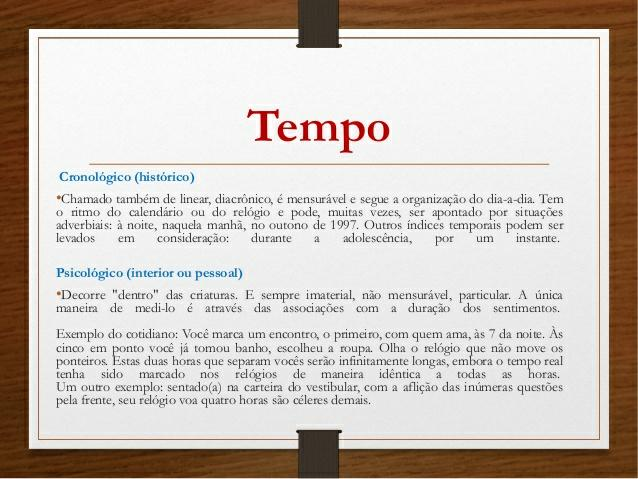 Tempo
Cronológico (histórico)
•Chamado também de linear, diacrônico, é mensurável e segue a organização do dia-a-dia. Tem
o ritmo do calendário ou do relógio e pode, muitas vezes, ser apontado por situações
adverbiais: à noite, naquela manhã, no outono de 1997. Outros índices temporais podem ser
levados em consideração: durante a adolescência, por um instante.
Psicológico (interior ou pessoal)
•Decorre "dentro" das criaturas. E sempre imaterial, não mensurável, particular. A única
maneira de medi-lo é através das associações com a duração dos sentimentos.
Exemplo do cotidiano: Você marca um encontro, o primeiro, com quem ama, às 7 da noite. Às
cinco em ponto você já tomou banho, escolheu a roupa. Olha o relógio que não move os
ponteiros. Estas duas horas que separam vocês serão infinitamente longas, embora o tempo real
tenha sido marcado nos relógios de maneira idêntica a todas as horas.
Um outro exemplo: sentado(a) na carteira do vestibular, com a aflição das inúmeras questões
pela frente, seu relógio voa quatro horas são céleres demais.